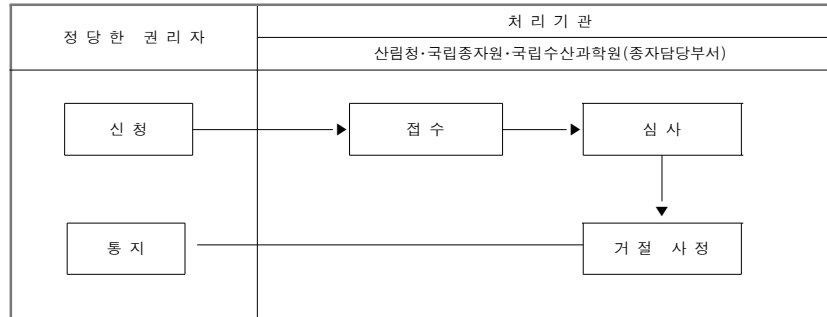 정 당 한 권 리 자
처 리 기 관
산림청·국립종자원·국립수산과학원(종자담당부서)
신 청
접 수
심 사
통 지
거 절 사 정